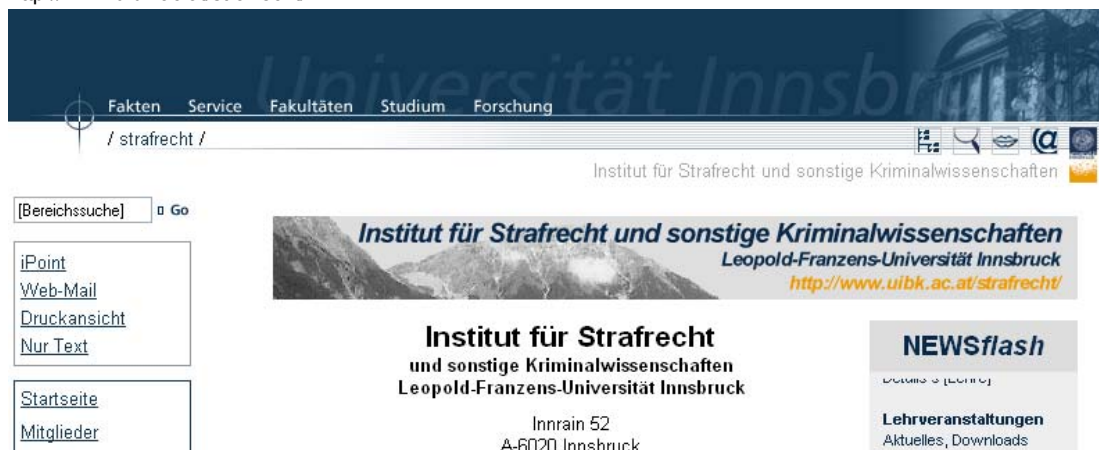 Universität Innsbruck
Fakten Service Fakultäten Studium Forschung
/ strafrecht /
Institut für Strafrecht und sonstige Kriminalwissenschaften
[Bereichssuche] Go
iPoint
Web-Mail
Druckansicht
Nur Text
Startseite
Mitglieder
Institut für Strafrecht und sonstige Kriminalwissenschaften
Leopold-Franzens-Universität Innsbruck
http://www.uibk.ac.at/strafrecht/
Institut für Strafrecht
und sonstige Kriminalwissenschaften
Leopold-Franzens-Universität Innsbruck
Innrain 52
A-6020 Innsbruck
NEWSflash
Lehrveranstaltungen
Aktuelles, Downloads